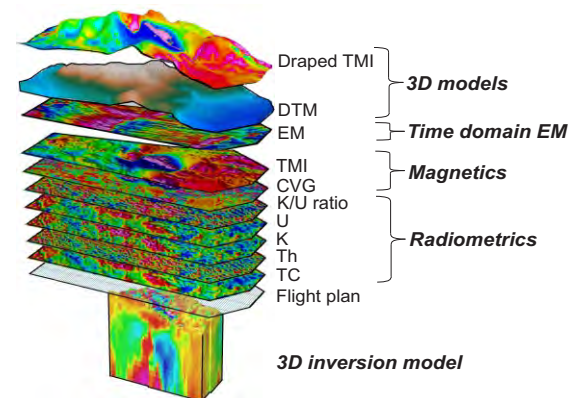 Draped TMI
3D models
DTM
EM
Time domain EM
TMI
Magnetics
CVG
K/U ratio
U
K
Radiometrics
Th
TC
Flight plan
3D inversion model